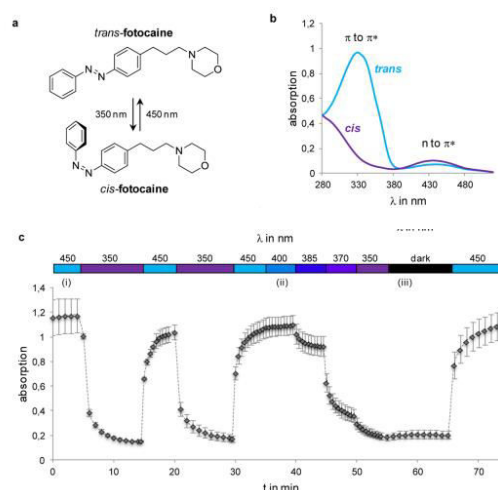 a
trans-fotocaine
N
N
N
O
350 nm
450 nm
N
N
N
O
cis-fotocaine
b
π to π*
trans
cis
n to π*
absorption
1,2
1
0,8
0,6
0,4
0,2
0
280 330 380 430 480
λ in nm
c
λ in nm
450 350 450 350 450 400 385 370 350 dark 450
(i) (ii) (iii)
absorption
1,4
1,2
1
0,8
0,6
0,4
0,2
0
0 10 20 30 40 50 60 70
t in min